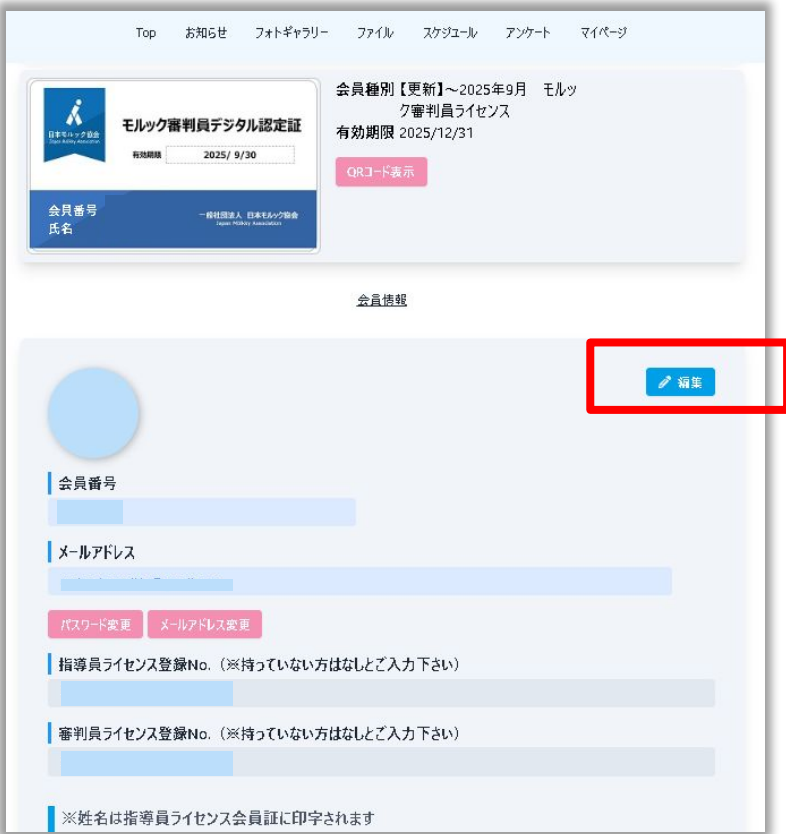 Top お知らせ フォトギャラリー ファイル スケジュール アンケート マイページ
日本モルック協会
Japan Mölkky Association
モルック審判員デジタル認定証
有効期限 2025/ 9/30
会員番号
氏名
一般社団法人 日本モルック協会
Japan Mölkky Association
会員種別【更新】~2025年9月 モルッ
ク審判員ライセンス
有効期限 2025/12/31
QRコード表示
会員情報
編集
会員番号
メールアドレス
パスワード変更 メールアドレス変更
指導員ライセンス登録No.（※持っていない方はなしとご入力下さい）
審判員ライセンス登録No.（※持っていない方はなしとご入力下さい）
※姓名は指導員ライセンス会員証に印字されます